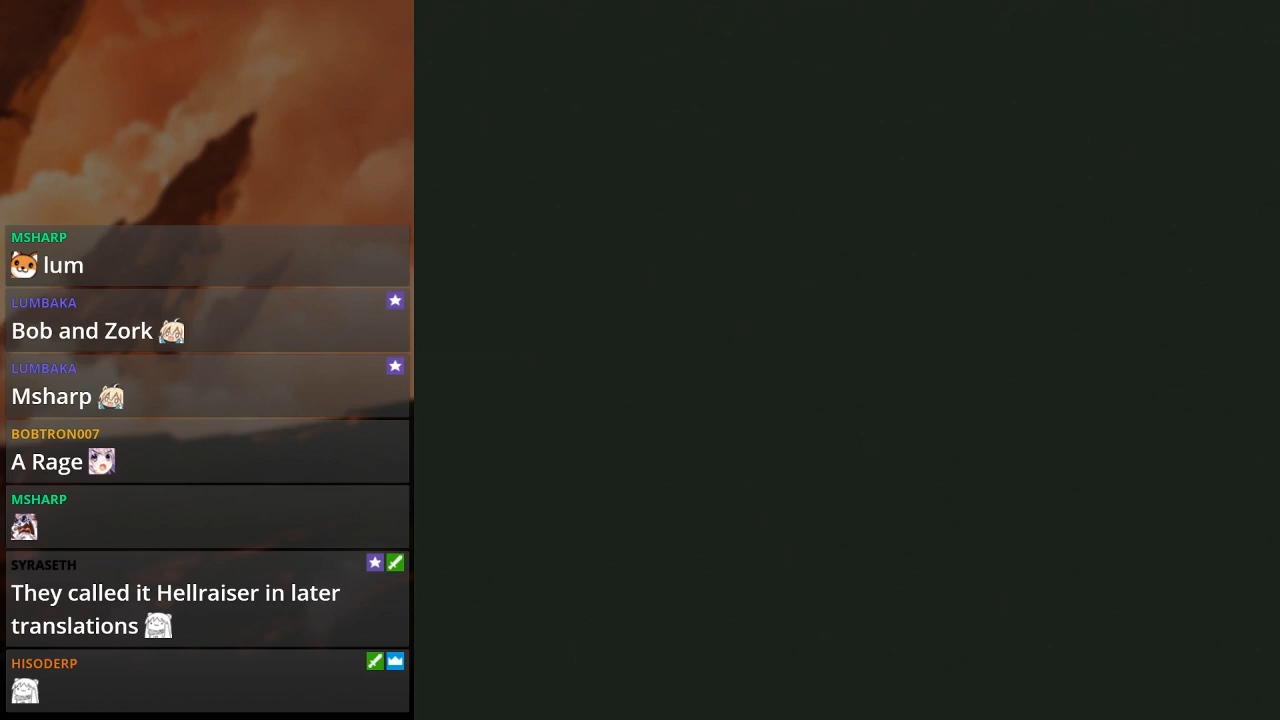 MSHARP
lum
LUMBAKA
Bob and Zork
LUMBAKA
Msharp
BOBTRON007
A Rage
MSHARP
SYRASETH
They called it Hellraiser in later
translations
HISODERP